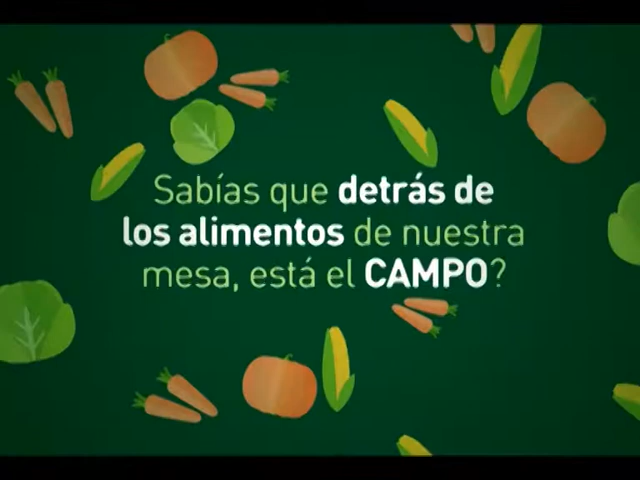 Sabías que detrás de
los alimentos de nuestra
mesa, está el CAMPO?